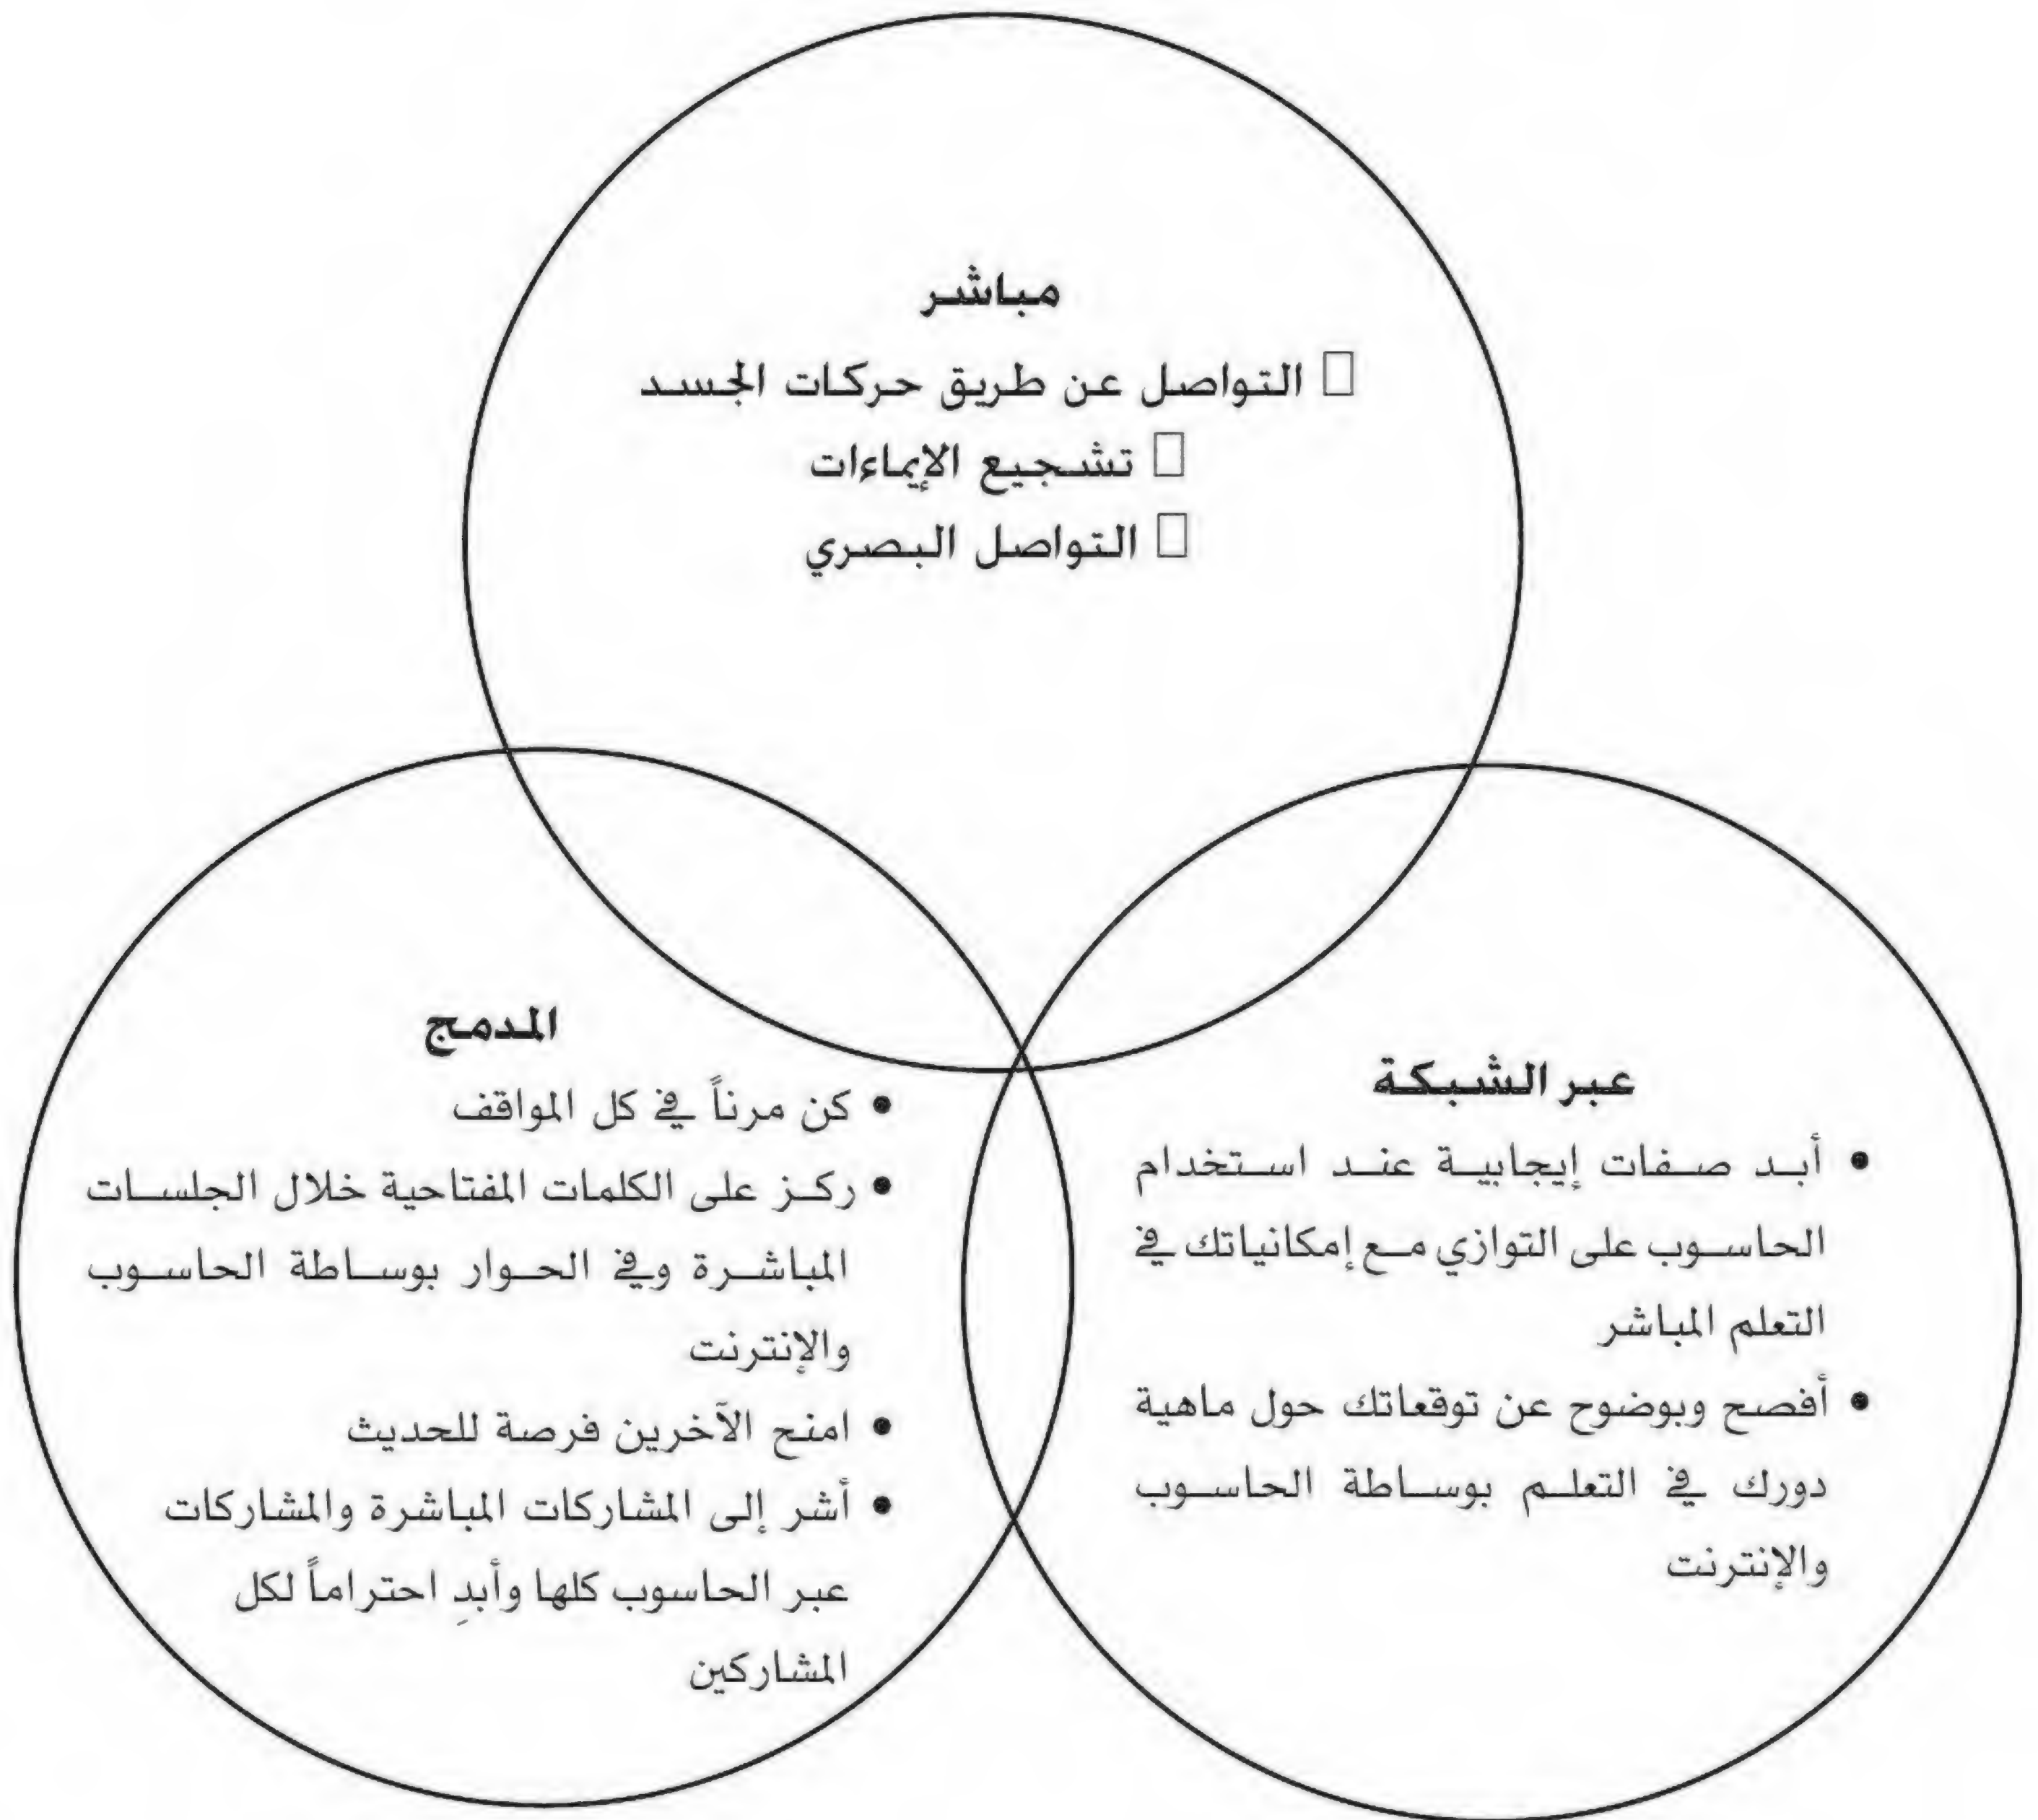 مباشر
التواصل عن طريق حركات الجسد
تشجيع الإيماءات
التواصل البصري
عبر الشبكة
• أبد صفات إيجابية عند استخدام
الحاسوب على التوازي مع إمكانياتك في
التعلم المباشر
• أفصح وبوضوح عن توقعاتك حول ماهية
دورك في التعلم بوساطة الحاسوب
والإنترنت
المدمج
• كن مرناً في كل المواقف
• ركز على الكلمات المفتاحية خلال الجلسات
المباشرة وفي الحوار بوساطة الحاسوب
والإنترنت
• امنح الآخرين فرصة للحديث
• أشر إلى المشاركات المباشرة والمشاركات
عبر الحاسوب كلها وأبدِ احتراماً لكل
المشاركين